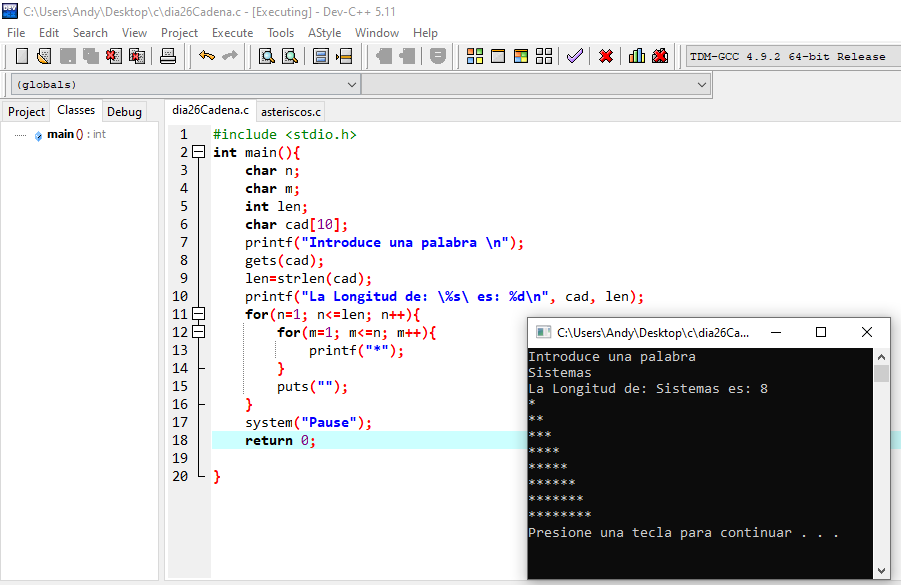 C:\Users\Andy\Desktop\c\dia26Cadena.c - [Executing] - Dev-C++ 5.11
File Edit Search View Project Execute Tools AStyle Window Help
TDM-GCC 4.9.2 64-bit Release
(globals)
Project Classes Debug
main () : int
dia26Cadena.c asteriscos.c
1 #include <stdio.h>
2 int main(){
3 char n;
4 char m;
5 int len;
6 char cad[10];
7 printf("Introduce una palabra \n");
8 gets(cad);
9 len=strlen(cad);
10 printf("La Longitud de: \%s\ es: %d\n", cad, len);
11 for(n=1; n<=len; n++){
12 for(m=1; m<=n; m++){
13 printf("*");
14 }
15 puts("");
16 }
17 system("Pause");
18 return 0;
19
20 }
C:\Users\Andy\Desktop\c\dia26Ca...
Introduce una palabra
Sistemas
La Longitud de: Sistemas es: 8
*
**
***
****
*****
******
*******
********
Presione una tecla para continuar . . .